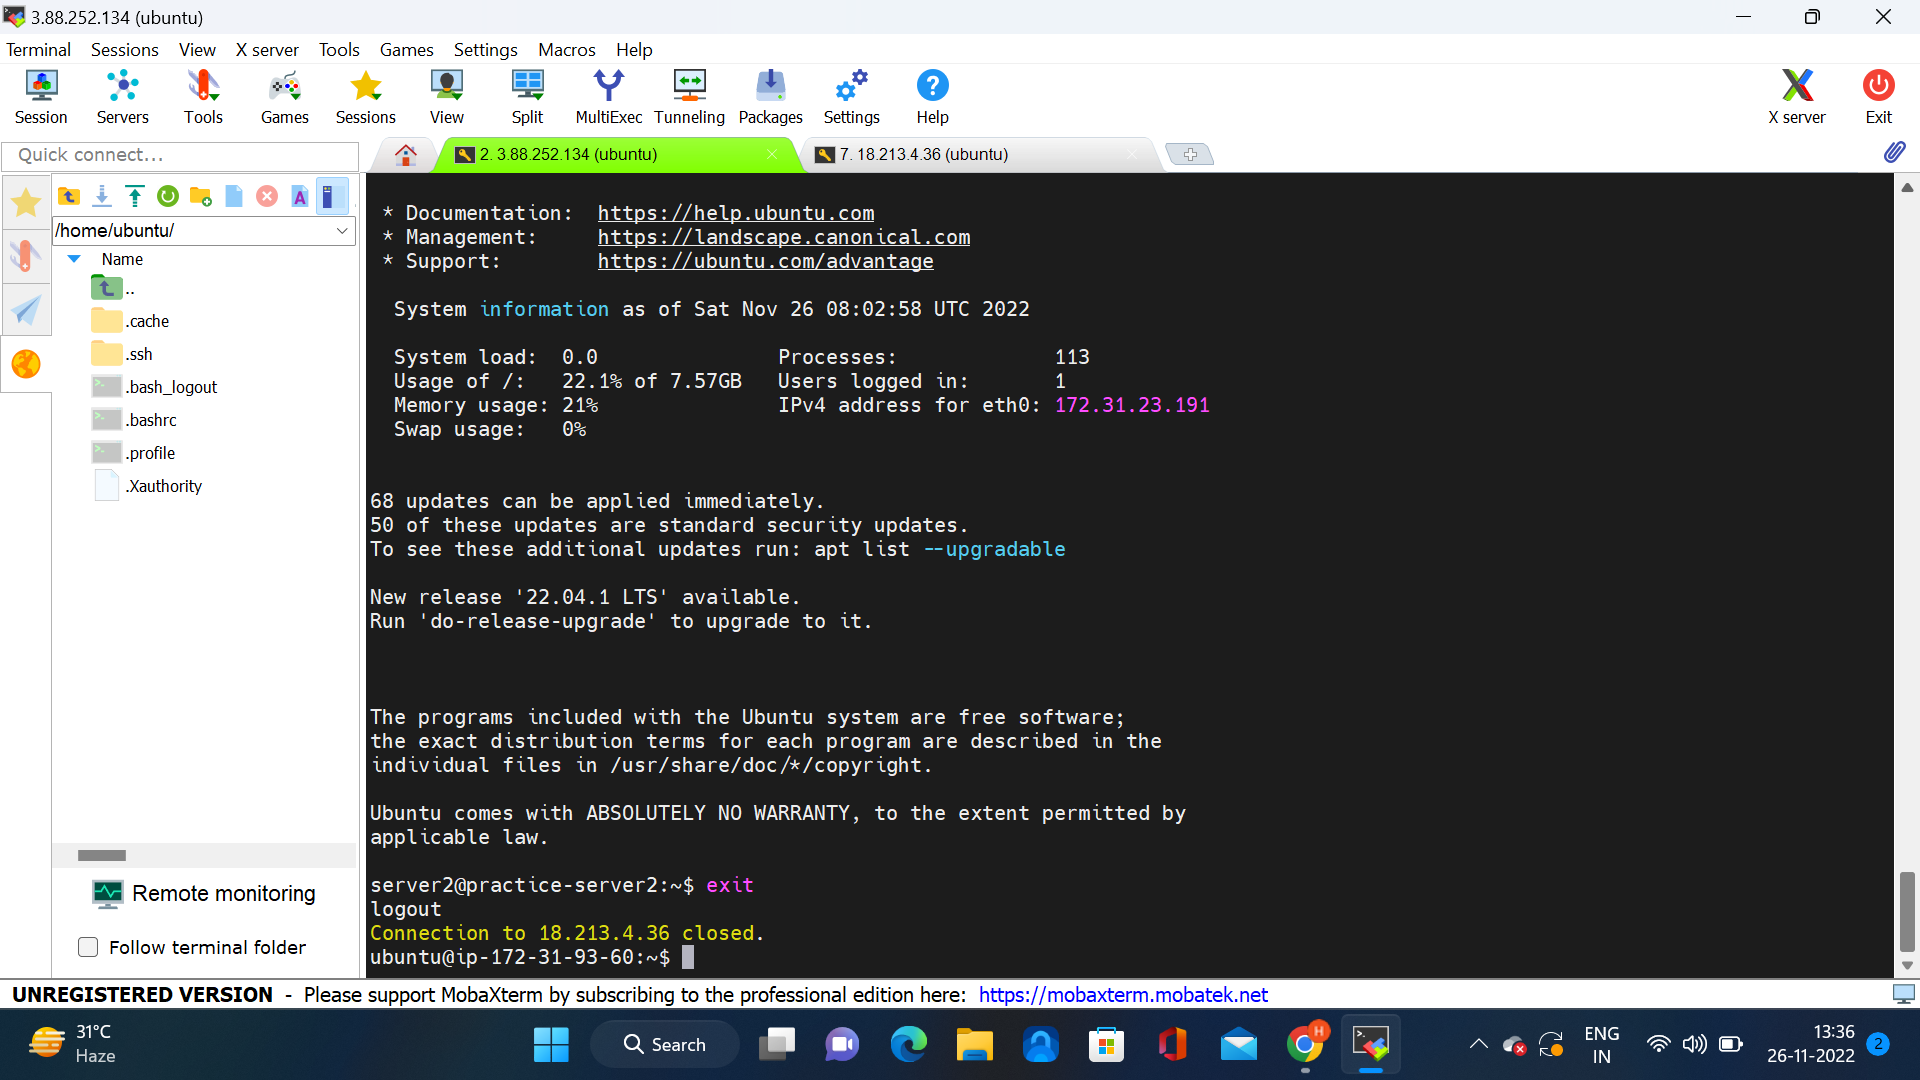 3.88.252.134 (ubuntu)
Terminal Sessions View X server Tools Games Settings Macros Help
Session Servers Tools Games Sessions View Split MultiExec Tunneling Packages Settings Help X server Exit
Quick connect...
2. 3.88.252.134 (ubuntu)
7. 18.213.4.36 (ubuntu)
/home/ubuntu/
Name
..
.cache
.ssh
.bash_logout
.bashrc
.profile
.Xauthority
Remote monitoring
Follow terminal folder
* Documentation: https://help.ubuntu.com
* Management: https://landscape.canonical.com
* Support: https://ubuntu.com/advantage
System information as of Sat Nov 26 08:02:58 UTC 2022
System load: 0.0 Processes: 113
Usage of /: 22.1% of 7.57GB Users logged in: 1
Memory usage: 21% IPv4 address for eth0: 172.31.23.191
Swap usage: 0%
68 updates can be applied immediately.
50 of these updates are standard security updates.
To see these additional updates run: apt list --upgradable
New release '22.04.1 LTS' available.
Run 'do-release-upgrade' to upgrade to it.
The programs included with the Ubuntu system are free software;
the exact distribution terms for each program are described in the
individual files in /usr/share/doc/*/copyright.
Ubuntu comes with ABSOLUTELY NO WARRANTY, to the extent permitted by
applicable law.
server2@practice-server2:~$ exit
logout
Connection to 18.213.4.36 closed.
ubuntu@ip-172-31-93-60:~$
UNREGISTERED VERSION - Please support MobaXterm by subscribing to the professional edition here: https://mobaxterm.mobatek.net
31°C
Haze
Search
H
ENG
IN
13:36
26-11-2022
2